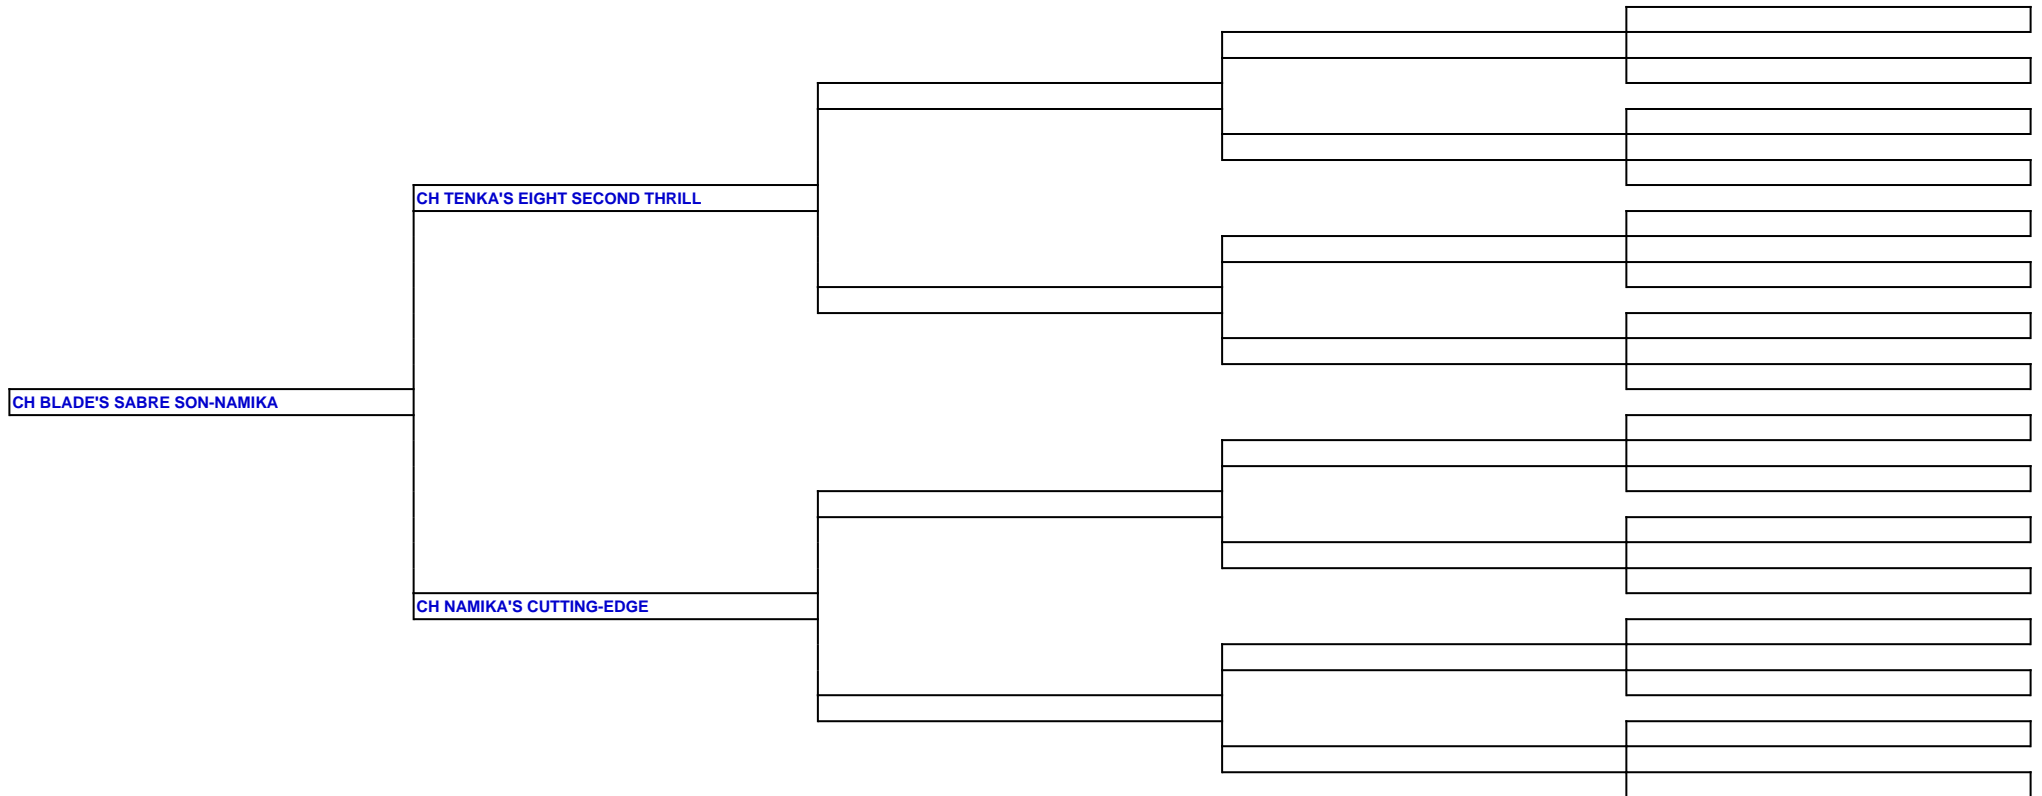 CH TENKA'S EIGHT SECOND THRILL
CH BLADE'S SABRE SON-NAMIKA
CH NAMIKA'S CUTTING-EDGE